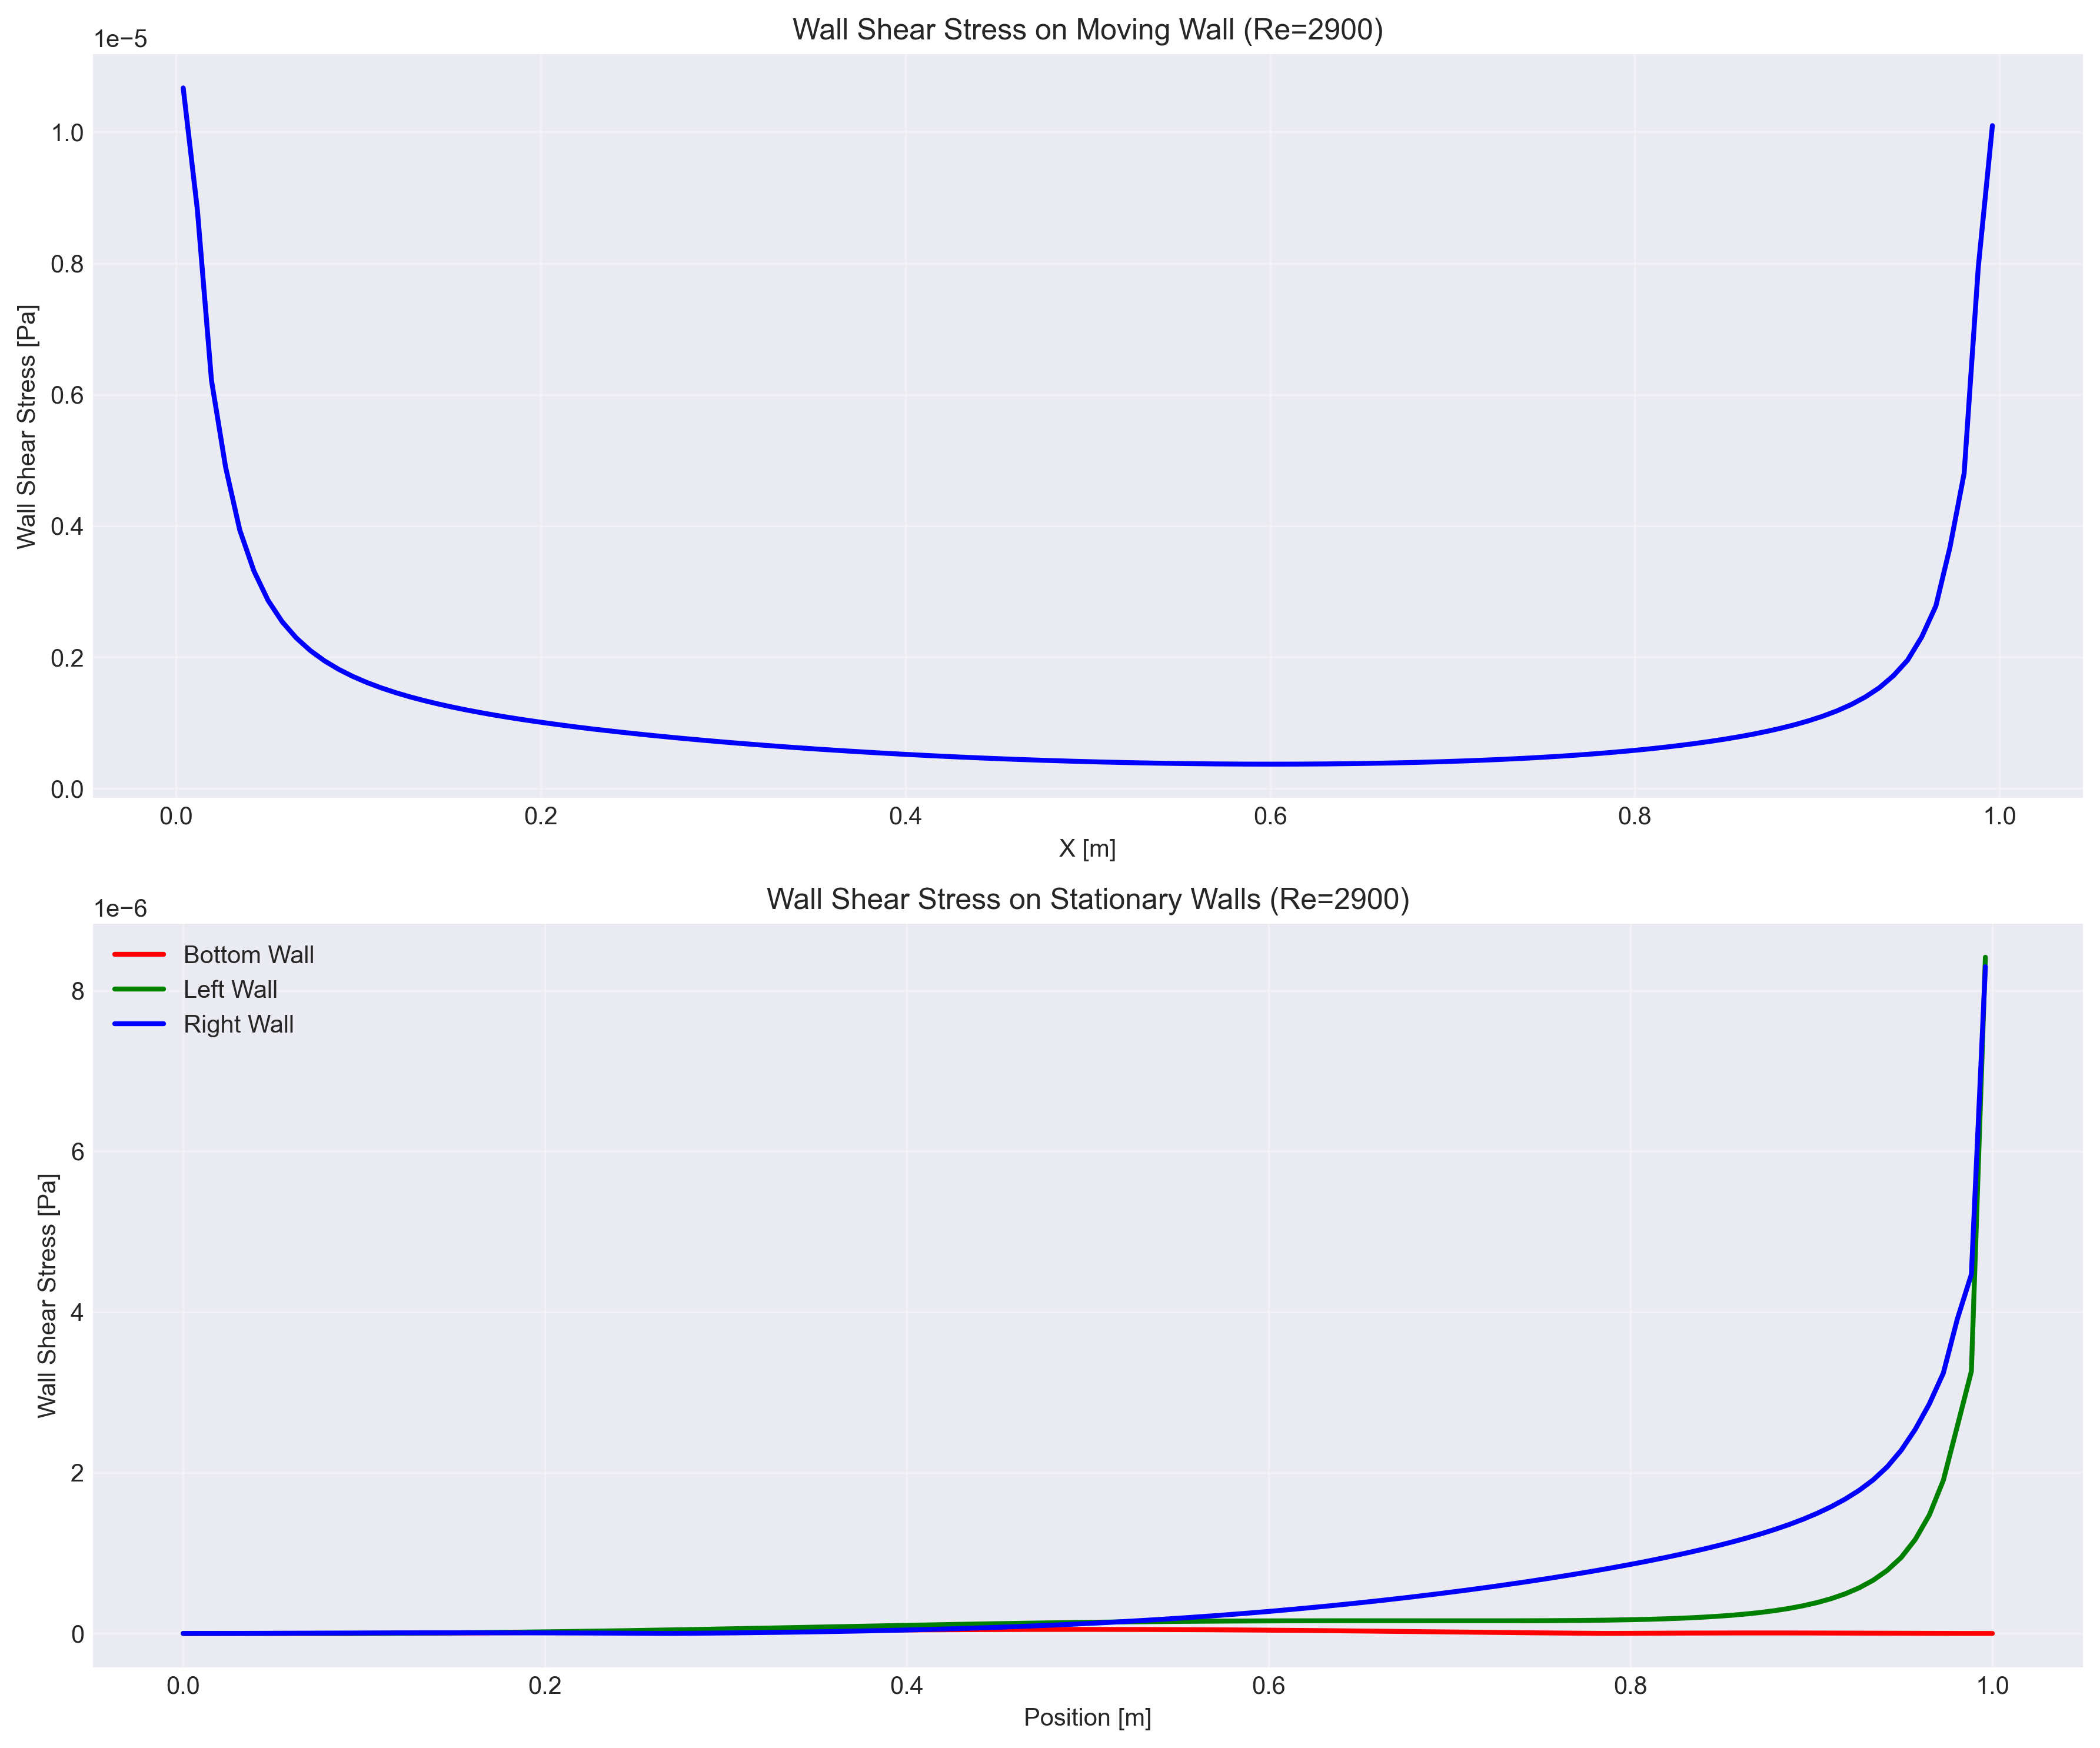 Wall Shear Stress on Moving Wall (Re=2900)
1e−5
Wall Shear Stress [Pa]
1.0
0.8
0.6
0.4
0.2
0.0
0.0 0.2 0.4 0.6 0.8 1.0
X [m]
Wall Shear Stress on Stationary Walls (Re=2900)
1e−6
Bottom Wall
Left Wall
Right Wall
Wall Shear Stress [Pa]
8
6
4
2
0
0.0 0.2 0.4 0.6 0.8 1.0
Position [m]